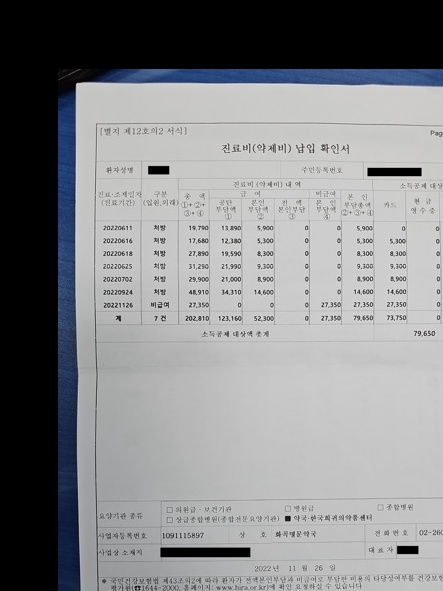 [별지 제12호의2 서식]
Pag
진료비(약제비) 납입 확인서
환자성명 주민등록번호
진료비 (약제비) 내 역 소득공제 대상
진료·조제일자 (진료기간) 구분 (입원,외래) 총 액 ①+②+③+④ 급 여 비급여 본 인 부담총액 ②+③+④ 카드 현 금 영 수 증
공단 부담액 ① 본인 부담액 ② 전 액 본인부담 ③ 본 인 부담액 ④
20220611 처방 19,790 13,890 5,900 0 0 5,900 0 0
20220616 처방 17,680 12,380 5,300 0 0 5,300 5,300 0
20220618 처방 27,890 19,590 8,300 0 0 8,300 8,300 0
20220625 처방 31,290 21,990 9,300 0 0 9,300 9,300 0
20220702 처방 29,900 21,000 8,900 0 0 8,900 8,900 0
20220924 처방 48,910 34,310 14,600 0 0 14,600 14,600 0
20221126 비급여 27,350 0 0 0 27,350 27,350 27,350 0
계 7 건 202,810 123,160 52,300 0 27,350 79,650 73,750 0
소득공제 대상액 총계 79,650
요양기관 종류 □ 의원급 · 보건기관 □ 병원급 □ 종합병원
□ 상급종합병원(종합전문요양기관) ■ 약국·한국희귀의약품센터
사업자등록번호 1091115897 상 호 화곡명문약국 전 화 번 호 02-260
사업장 소재지 대 표 자
2022년 11 월 26 일
※ 국민건강보험법 제43조의2에 따라 환자가 전액본인부담과 비급여로 부담한 비용의 타당성여부를 건강보험
평가원(☎1644-2000, 홈페이지: www.hira.or.kr)에 확인 요청하실 수 있습니다